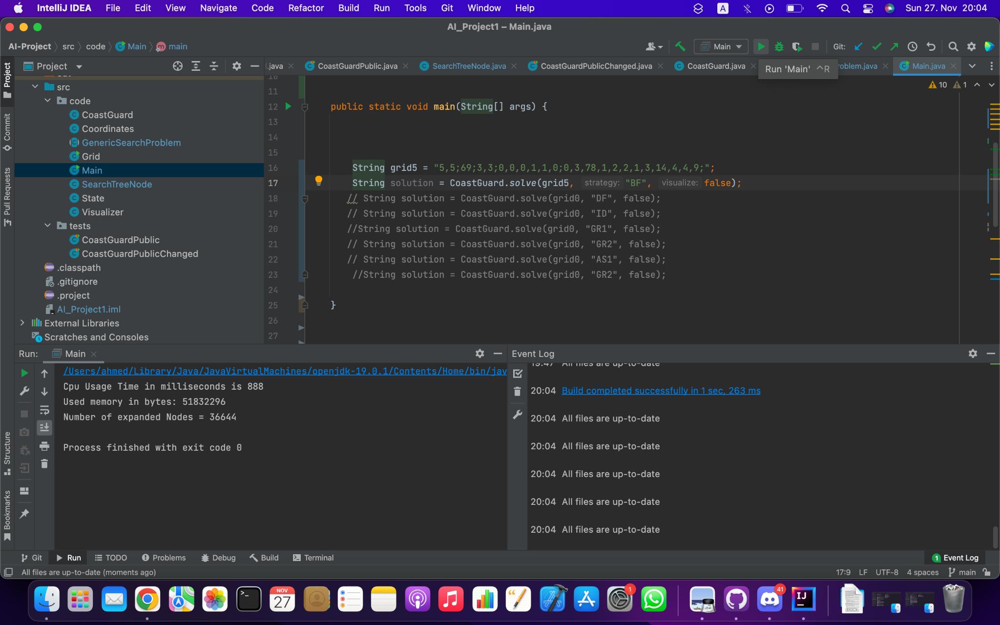 IntelliJ IDEA File Edit View Navigate Code Refactor Build Run Tools Git Window Help A Sun 27. Nov 20:04
AI_Project1 – Main.java
AI-Project src code Main m main Main Git:
Project .java CoastGuardPublic.java SearchTreeNode.java CoastGuardPublicChanged.java CoastGuard.java roblem.java Main.java
Run 'Main' ^R
10 1
Project
Commit
Pull Requests
Structure
Bookmarks
src
code
CoastGuard
Coordinates
GenericSearchProblem
Grid
Main
SearchTreeNode
State
Visualizer
tests
CoastGuardPublic
CoastGuardPublicChanged
.classpath
.gitignore
.project
AI_Project1.iml
External Libraries
Scratches and Consoles
10
11
12 public static void main(String[] args) {
13
14
15
16 String grid5 = "5,5;69;3,3;0,0,0,1,1,0;0,3,78,1,2,2,1,3,14,4,4,9;";
17 String solution = CoastGuard.solve(grid5, strategy: "BF", visualize: false);
18 // String solution = CoastGuard.solve(grid0, "DF", false);
19 // String solution = CoastGuard.solve(grid0, "ID", false);
20 //String solution = CoastGuard.solve(grid0, "GR1", false);
21 // String solution = CoastGuard.solve(grid0, "GR2", false);
22 // String solution = CoastGuard.solve(grid0, "AS1", false);
23 //String solution = CoastGuard.solve(grid0, "GR2", false);
24
25 }
26
27
Run: Main
/Users/ahmed/Library/Java/JavaVirtualMachines/openjdk-19.0.1/Contents/Home/bin/jav
Cpu Usage Time in milliseconds is 888
Used memory in bytes: 51832296
Number of expanded Nodes = 36644
Process finished with exit code 0
Event Log
19:47 All files are up-to-date
20:04 Build completed successfully in 1 sec, 263 ms
20:04 All files are up-to-date
20:04 All files are up-to-date
20:04 All files are up-to-date
20:04 All files are up-to-date
20:04 All files are up-to-date
Git Run TODO Problems Debug Build Terminal 1 Event Log
All files are up-to-date (moments ago) 17:9 LF UTF-8 4 spaces main
NOV
27
1
41
IJ
DOCX